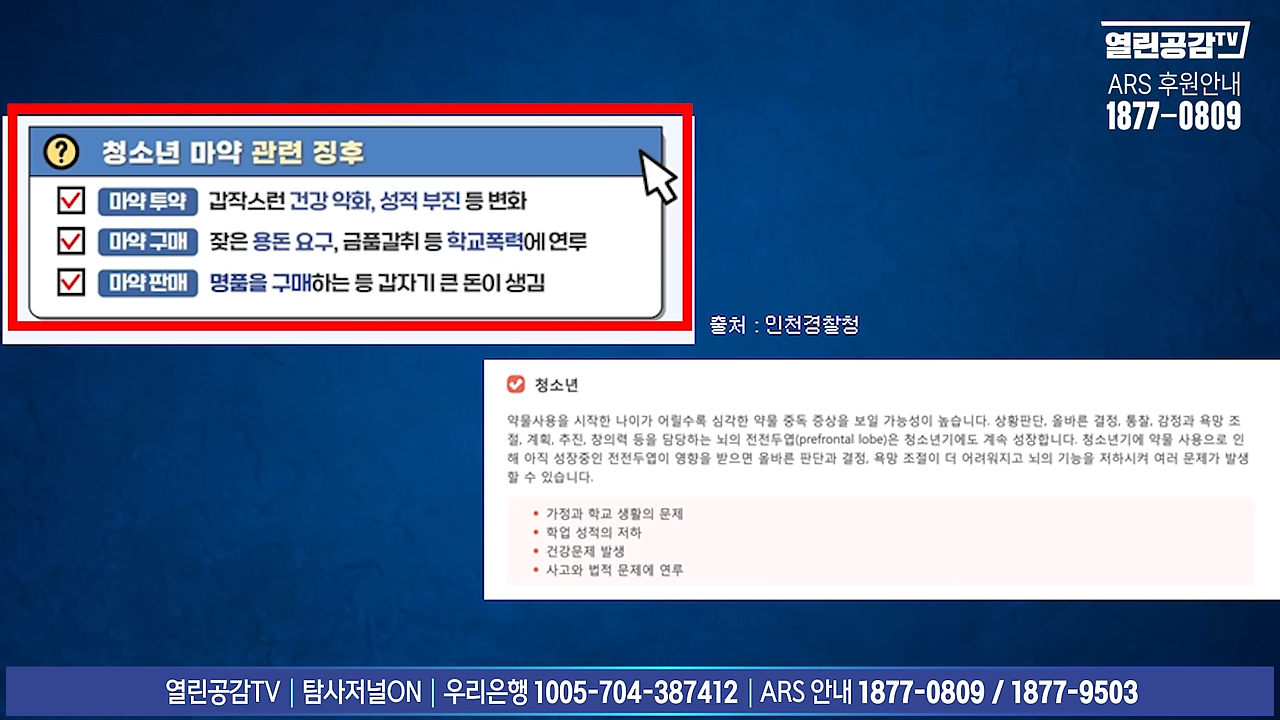 열린공감TV
ARS 후원안내
1877-0809
? 청소년 마약 관련 징후
마약 투약 갑작스런 건강 악화, 성적 부진 등 변화
마약 구매 잦은 용돈 요구, 금품갈취 등 학교폭력에 연루
마약 판매 명품을 구매하는 등 갑자기 큰 돈이 생김
출처 : 인천경찰청
청소년
약물사용을 시작한 나이가 어릴수록 심각한 약물 중독 증상을 보일 가능성이 높습니다. 상황판단, 올바른 결정, 통찰, 감정과 욕망 조
절, 계획, 추진, 창의력 등을 담당하는 뇌의 전전두엽(prefrontal lobe)은 청소년기에도 계속 성장합니다. 청소년기에 약물 사용으로 인
해 아직 성장중인 전전두엽이 영향을 받으면 올바른 판단과 결정, 욕망 조절이 더 어려워지고 뇌의 기능을 저하시켜 여러 문제가 발생
할 수 있습니다.
• 가정과 학교 생활의 문제
• 학업 성적의 저하
• 건강문제 발생
• 사고와 법적 문제에 연루
열린공감TV | 탐사저널ON | 우리은행 1005-704-387412 | ARS 안내 1877-0809 / 1877-9503